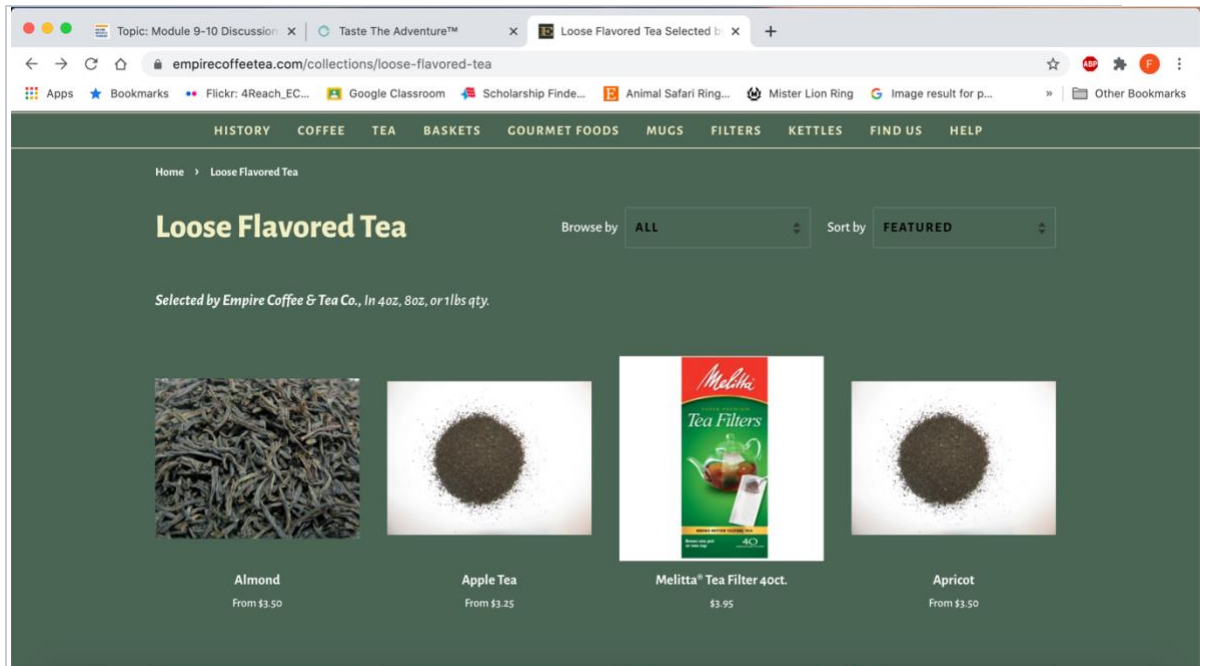 Topic: Module 9-10 Discussion
Taste The Adventure™
Loose Flavored Tea Selected b
empirecoffeetea.com/collections/loose-flavored-tea
ABP
F
Apps Bookmarks Flickr: 4Reach_EC... Google Classroom Scholarship Finde... Animal Safari Ring... Mister Lion Ring Image result for p... » Other Bookmarks
HISTORY COFFEE TEA BASKETS GOURMET FOODS MUGS FILTERS KETTLES FIND US HELP
Home › Loose Flavored Tea
Loose Flavored Tea
Browse by ALL Sort by FEATURED
Selected by Empire Coffee & Tea Co., In 4oz, 8oz, or 1lbs qty.
Melitta
Tea Filters
40
Almond
From $3.50
Apple Tea
From $3.25
Melitta® Tea Filter 40ct.
$3.95
Apricot
From $3.50